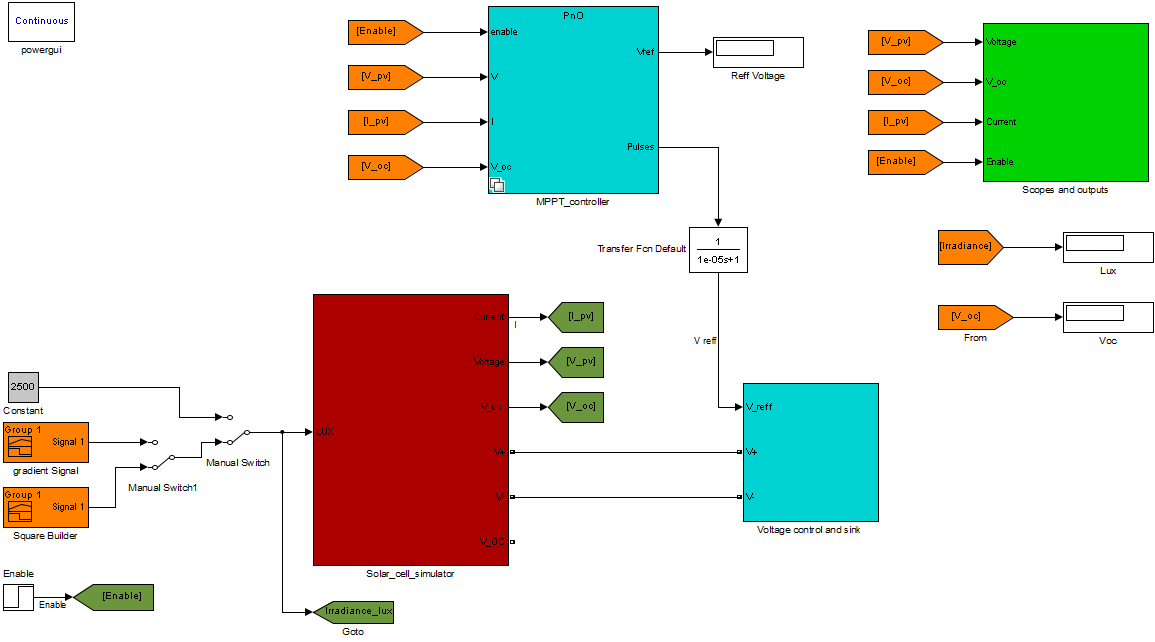 Continuous
powergui
PnO
[Enable]
enable
[V_pv]
V
[I_pv]
I
[V_oc]
V_oc
Vref
Pulses
MPPT_controller
Reff Voltage
[V_pv]
Voltage
[V_oc]
V_oc
[I_pv]
Current
[Enable]
Enable
Scopes and outputs
Transfer Fcn Default
1
1e-05s+1
[Irradiance]
Lux
[V_oc]
From
Voc
V reff
Current
I
[I_pv]
Voltage
[V_pv]
V_oc
[V_oc]
LUX
V+
V-
V_OC
Solar_cell_simulator
V_reff
V+
V-
Voltage control and sink
2500
Constant
Group 1
Signal 1
gradient Signal
Manual Switch
Manual Switch1
Group 1
Signal 1
Square Builder
Enable
Enable
[Enable]
Irradiance_lux
Goto